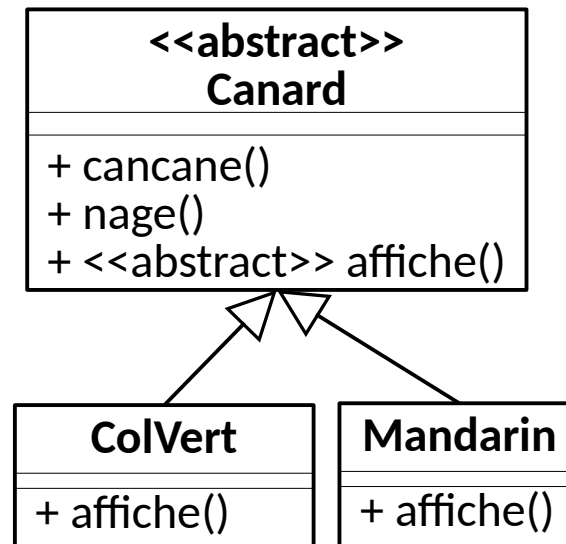 <<abstract>>
Canard
+ cancane()
+ nage()
+ <<abstract>> affiche()
ColVert
+ affiche()
Mandarin
+ affiche()